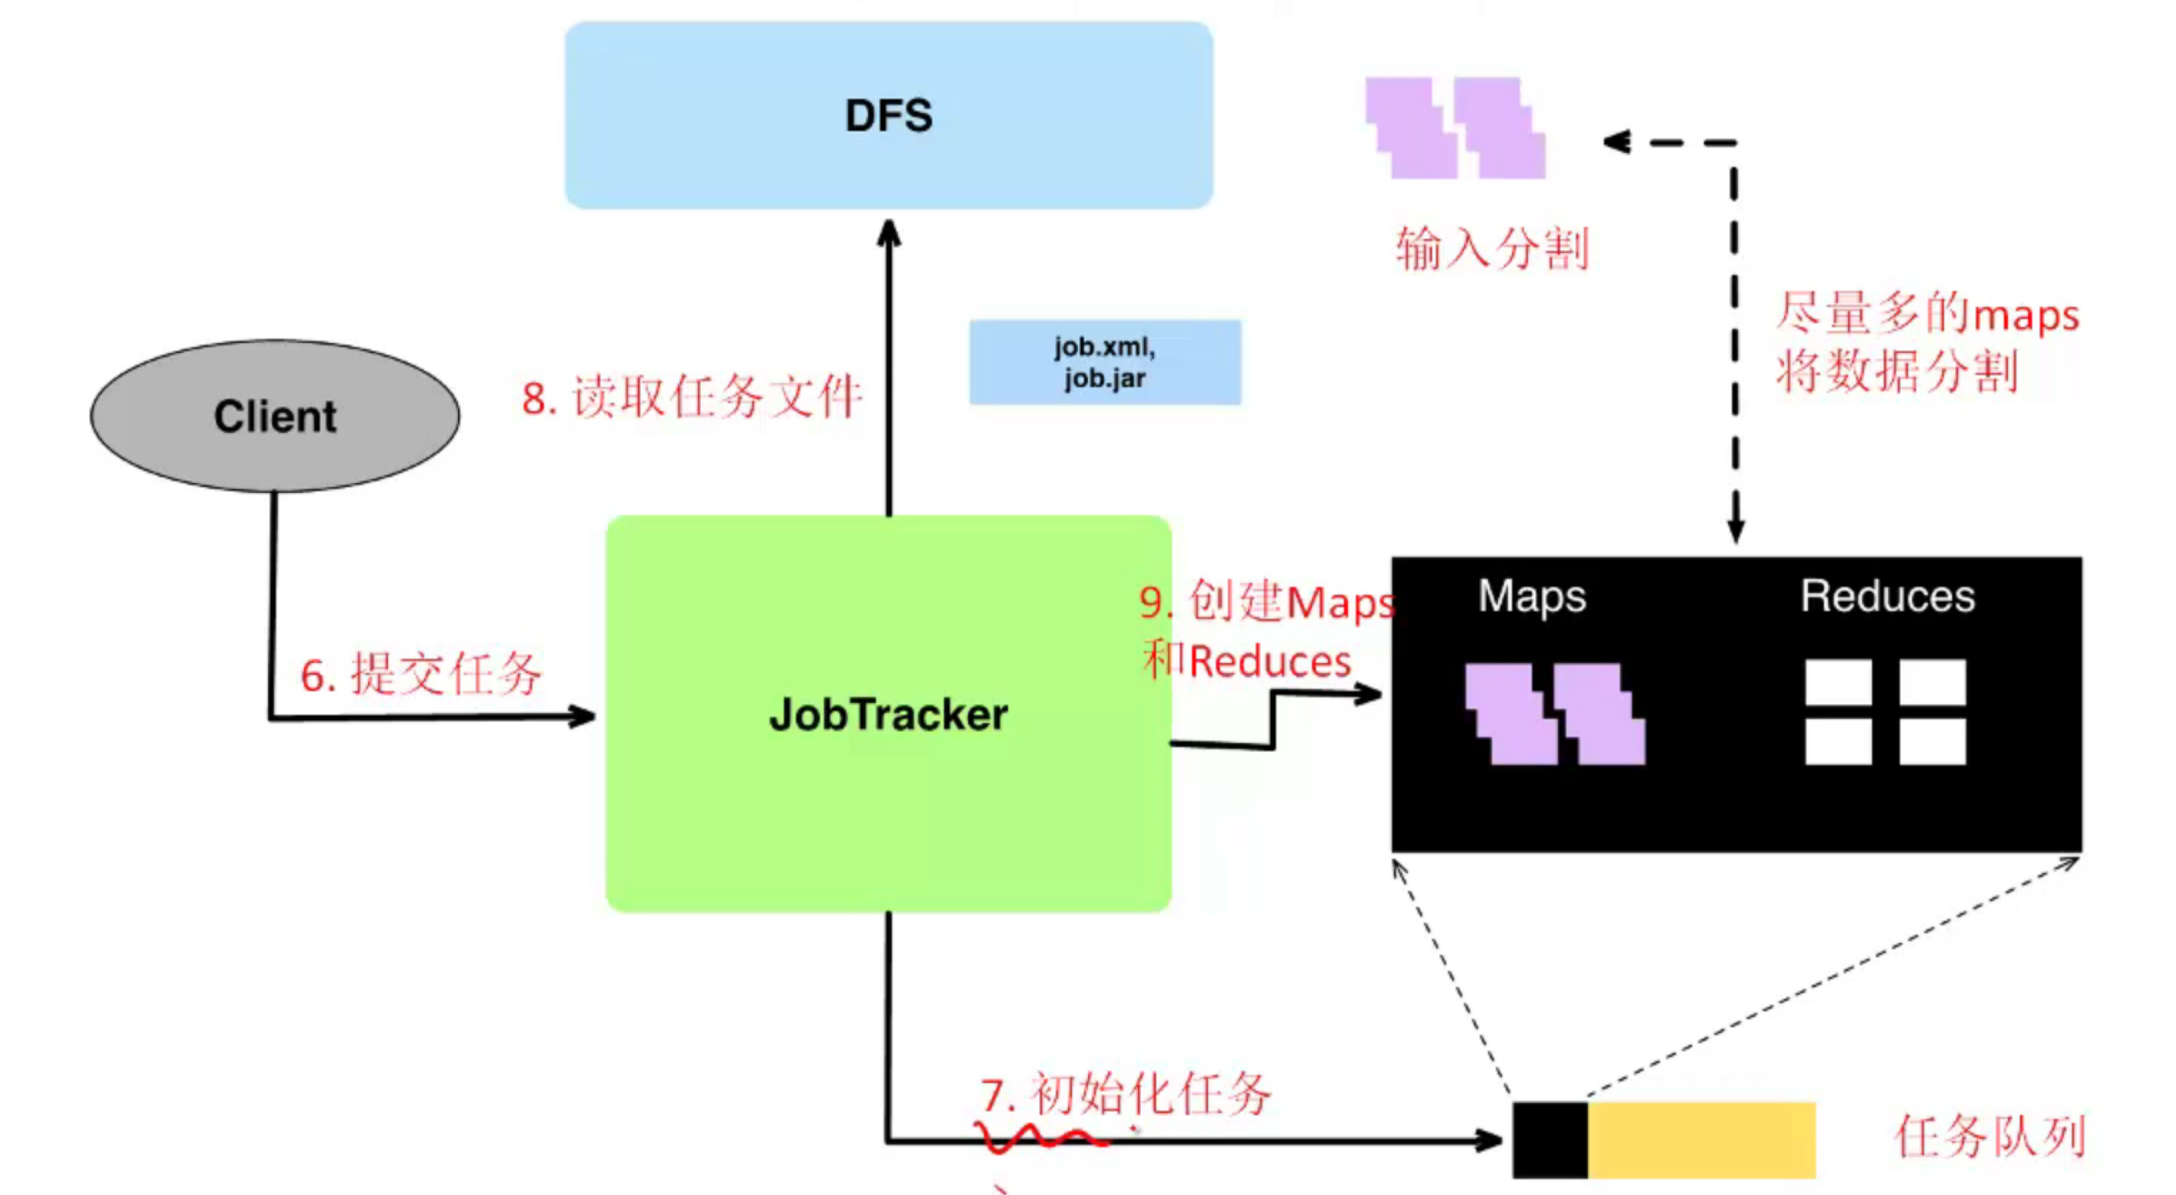 DFS
输入分割
尽量多的maps
将数据分割
job.xml,
job.jar
Client
8. 读取任务文件
9. 创建Maps
和Reduces
Maps
Reduces
6. 提交任务
JobTracker
7. 初始化任务
任务队列